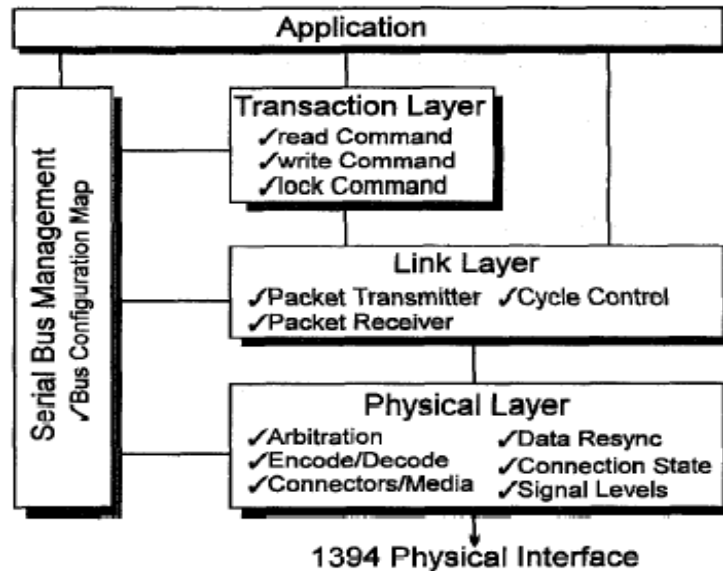 Application
Serial Bus Management
✓Bus Configuration Map
Transaction Layer
✓read Command
✓write Command
✓lock Command
Link Layer
✓Packet Transmitter ✓Cycle Control
✓Packet Receiver
Physical Layer
✓Arbitration ✓Data Resync
✓Encode/Decode ✓Connection State
✓Connectors/Media ✓Signal Levels
1394 Physical Interface